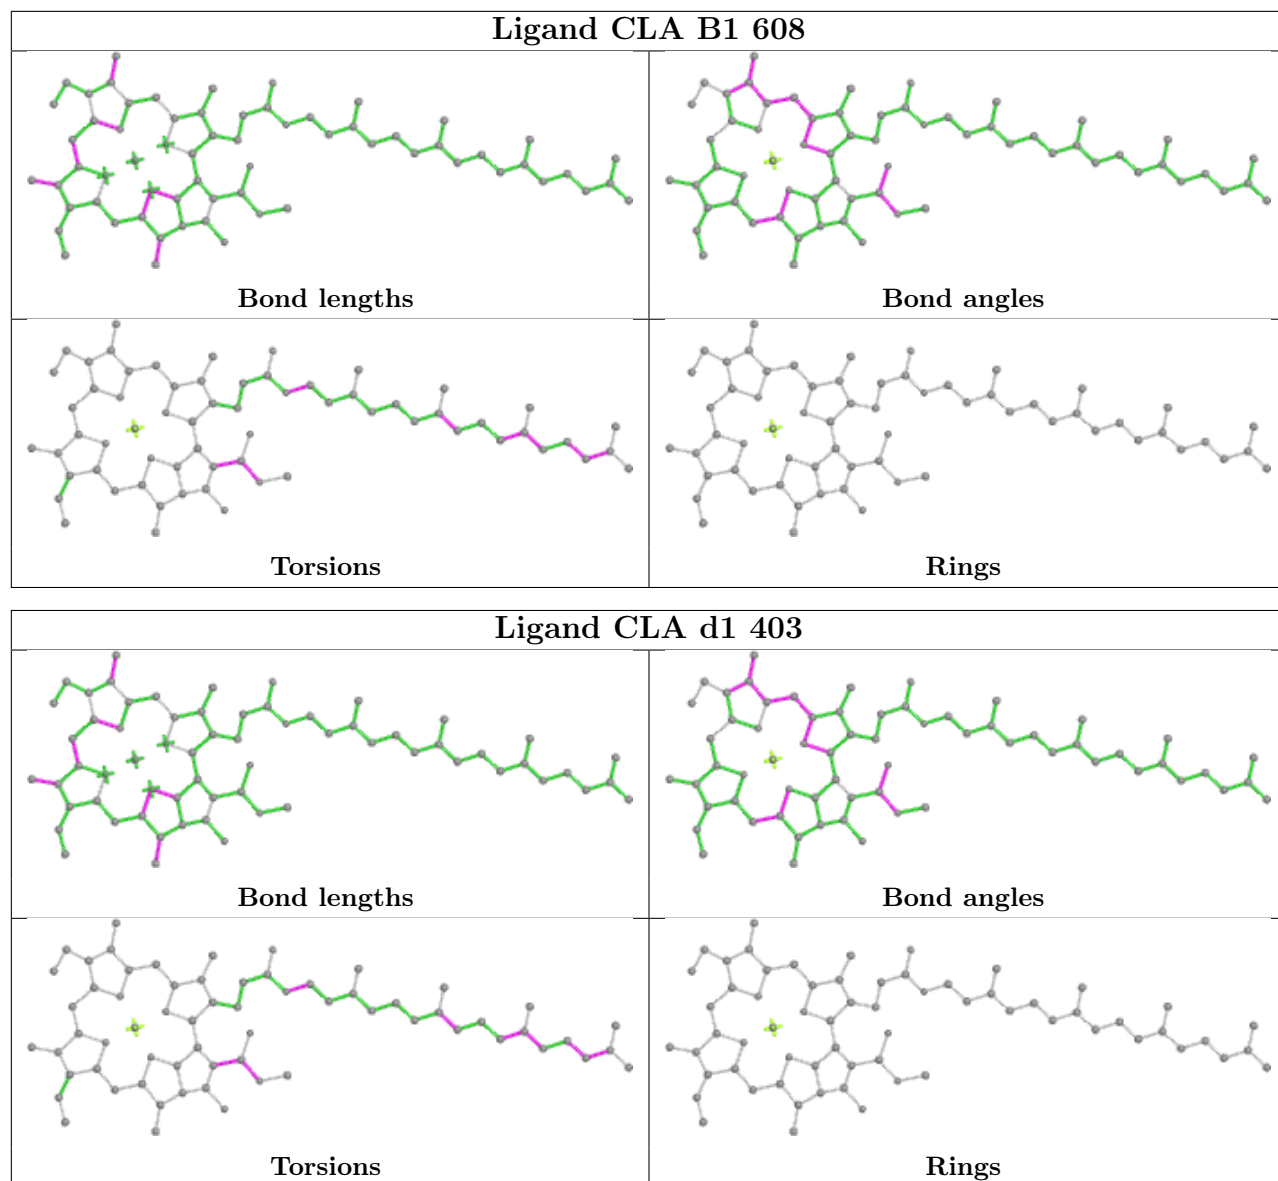 Ligand CLA B1 608
Bond lengths
Bond angles
Torsions
Rings
Ligand CLA d1 403
Bond lengths
Bond angles
Torsions
Rings